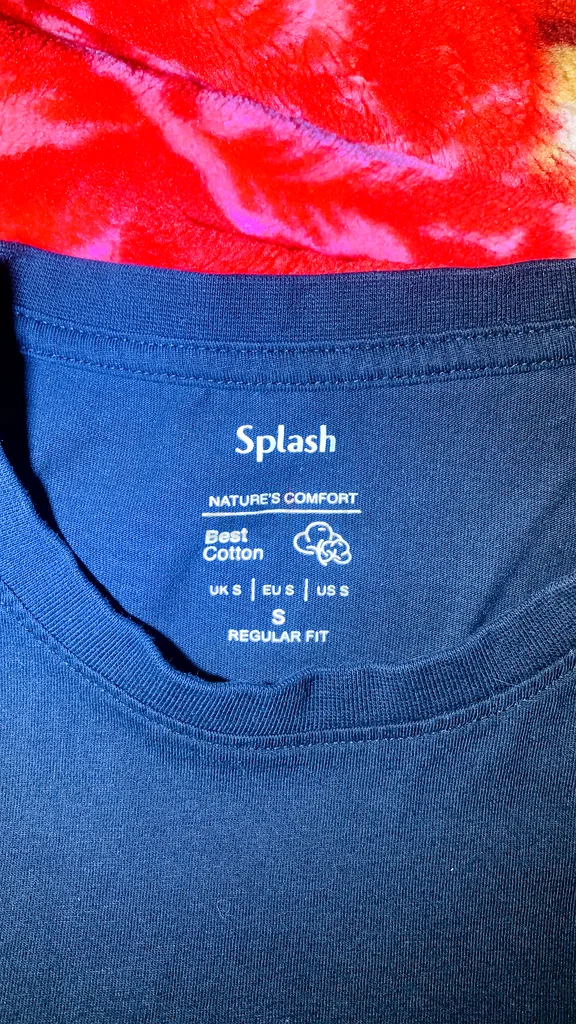 Splash
NATURE'S COMFORT
Best
Cotton
UK S | EU S | US S
S
REGULAR FIT